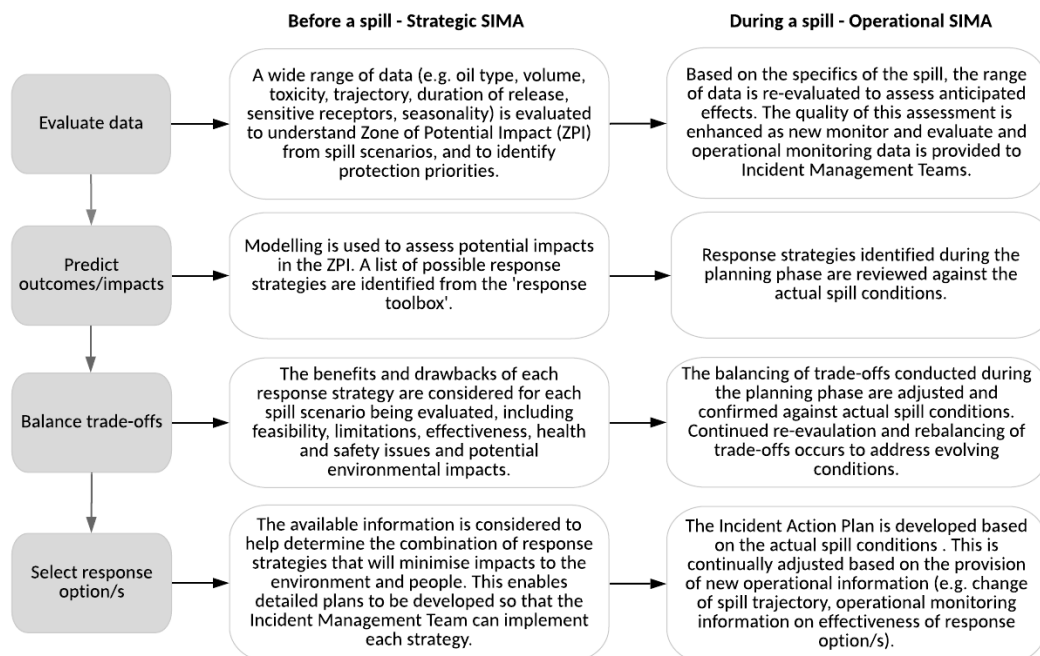 Before a spill - Strategic SIMA
During a spill - Operational SIMA
Evaluate data
A wide range of data (e.g. oil type, volume,
toxicity, trajectory, duration of release,
sensitive receptors, seasonality) is evaluated
to understand Zone of Potential Impact (ZPI)
from spill scenarios, and to identify
protection priorities.
Based on the specifics of the spill, the range
of data is re-evaluated to assess anticipated
effects. The quality of this assessment is
enhanced as new monitor and evaluate and
operational monitoring data is provided to
Incident Management Teams.
Predict
outcomes/impacts
Modelling is used to assess potential impacts
in the ZPI. A list of possible response
strategies are identified from the 'response
toolbox'.
Response strategies identified during the
planning phase are reviewed against the
actual spill conditions.
Balance trade-offs
The benefits and drawbacks of each
response strategy are considered for each
spill scenario being evaluated, including
feasibility, limitations, effectiveness, health
and safety issues and potential
environmental impacts.
The balancing of trade-offs conducted during
the planning phase are adjusted and
confirmed against actual spill conditions.
Continued re-evaulation and rebalancing of
trade-offs occurs to address evolving
conditions.
Select response
option/s
The available information is considered to
help determine the combination of response
strategies that will minimise impacts to the
environment and people. This enables
detailed plans to be developed so that the
Incident Management Team can implement
each strategy.
The Incident Action Plan is developed based
on the actual spill conditions . This is
continually adjusted based on the provision
of new operational information (e.g. change
of spill trajectory, operational monitoring
information on effectiveness of response
option/s).